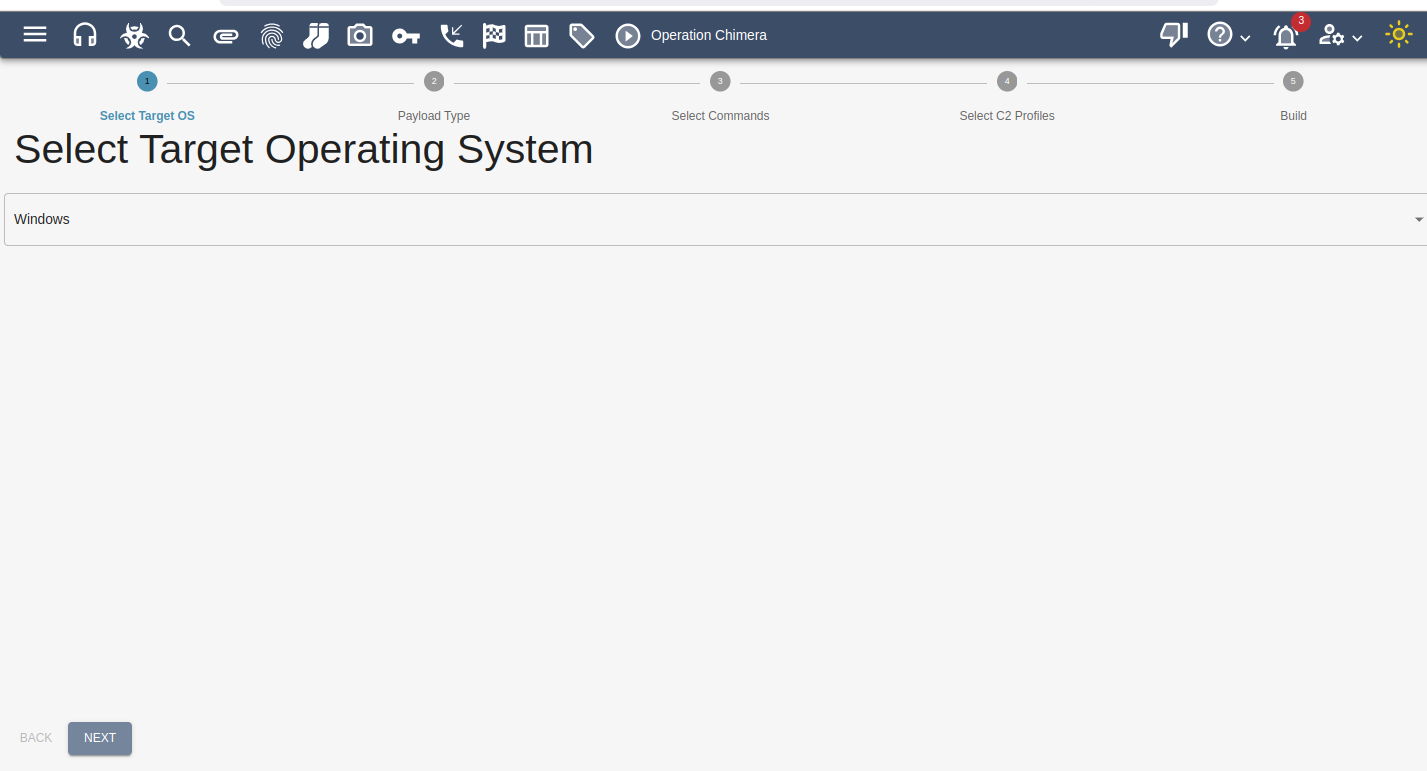 Operation Chimera
3
1
2
3
4
5
Select Target OS
Payload Type
Select Commands
Select C2 Profiles
Build
Select Target Operating System
Windows
BACK
NEXT